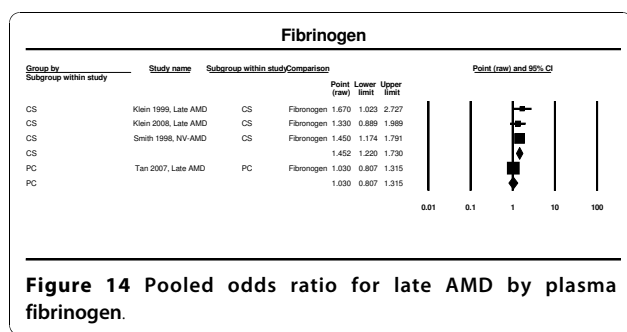 Fibrinogen
Group by Study name Subgroup within study Comparison Point (raw) and 95% CI
Subgroup within study
Point Lower Upper
(raw) limit limit
CS Klein 1999, Late AMD CS Fibronogen 1.670 1.023 2.727
CS Klein 2008, Late AMD CS Fibronogen 1.330 0.889 1.989
CS Smith 1998, NV-AMD CS Fibronogen 1.450 1.174 1.791
CS 1.452 1.220 1.730
PC Tan 2007, Late AMD PC Fibronogen 1.030 0.807 1.315
PC 1.030 0.807 1.315
0.01 0.1 1 10 100
Figure 14 Pooled odds ratio for late AMD by plasma
fibrinogen.